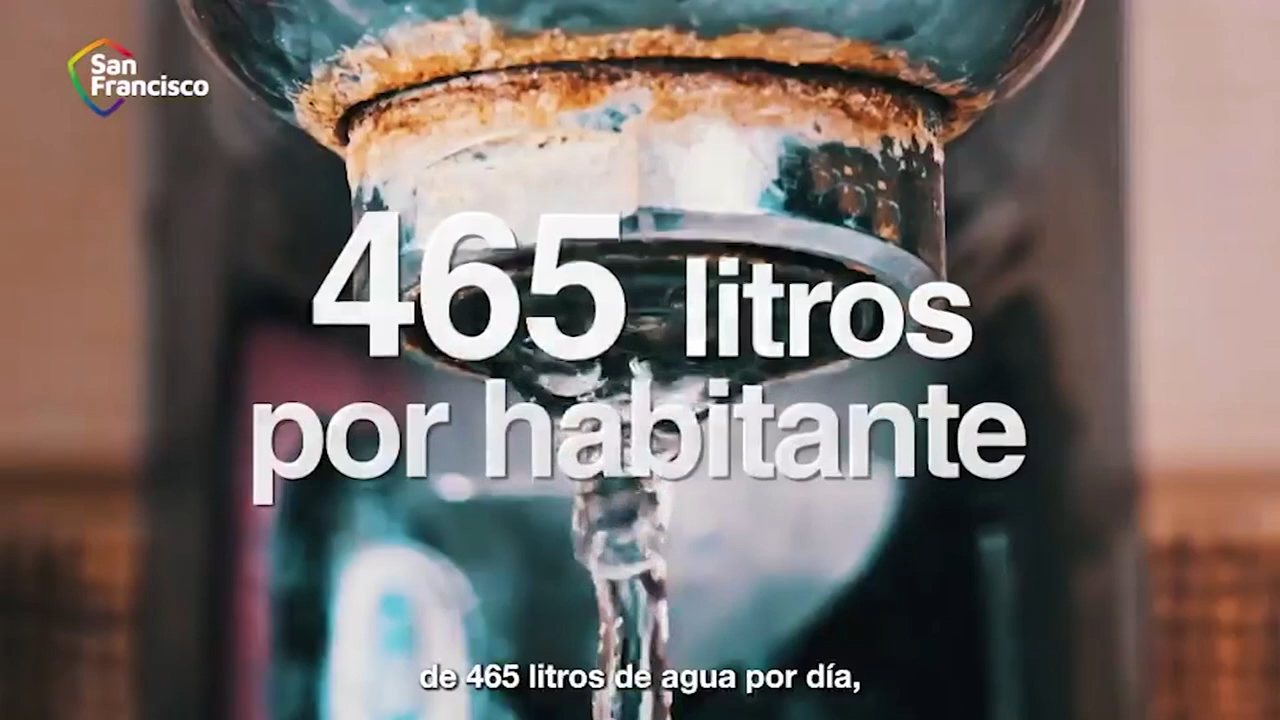 San
Francisco
465 litros
por habitante
de 465 litros de agua por día,